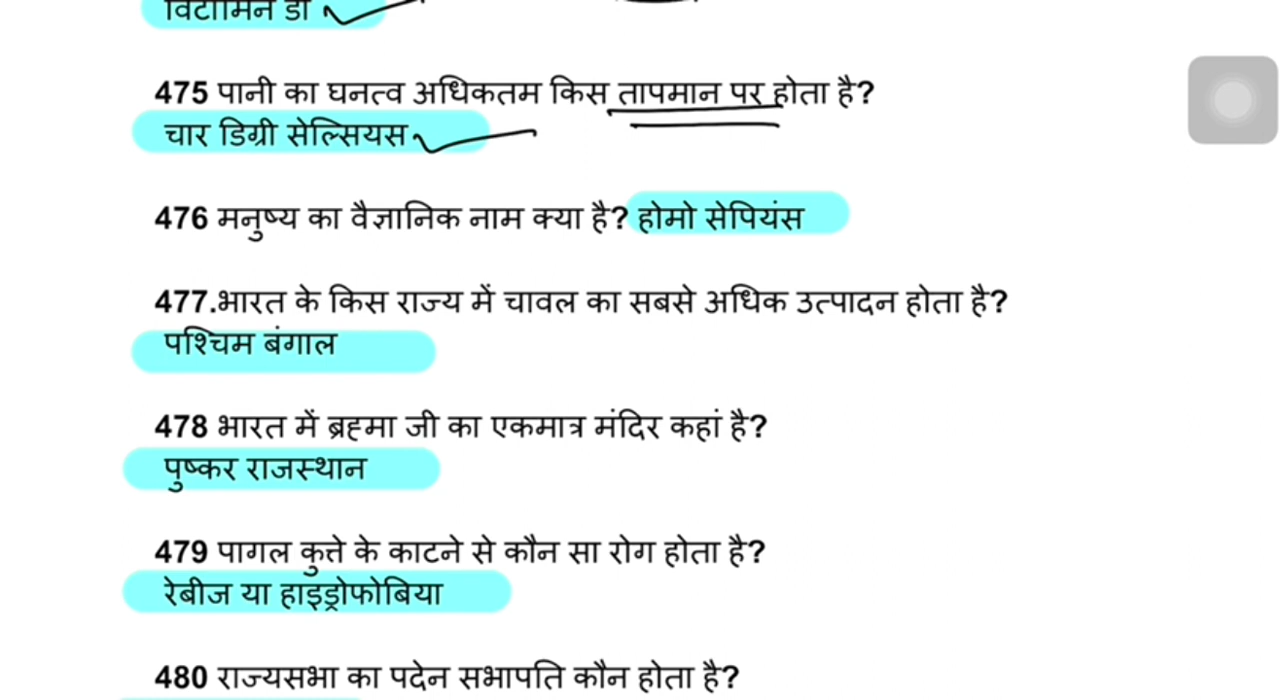 विटामिन डी
475 पानी का घनत्व अधिकतम किस तापमान पर होता है?
चार डिग्री सेल्सियस
476 मनुष्य का वैज्ञानिक नाम क्या है? होमो सेपियंस
477.भारत के किस राज्य में चावल का सबसे अधिक उत्पादन होता है?
पश्चिम बंगाल
478 भारत में ब्रह्मा जी का एकमात्र मंदिर कहां है?
पुष्कर राजस्थान
479 पागल कुत्ते के काटने से कौन सा रोग होता है?
रेबीज या हाइड्रोफोबिया
480 राज्यसभा का पदेन सभापति कौन होता है?